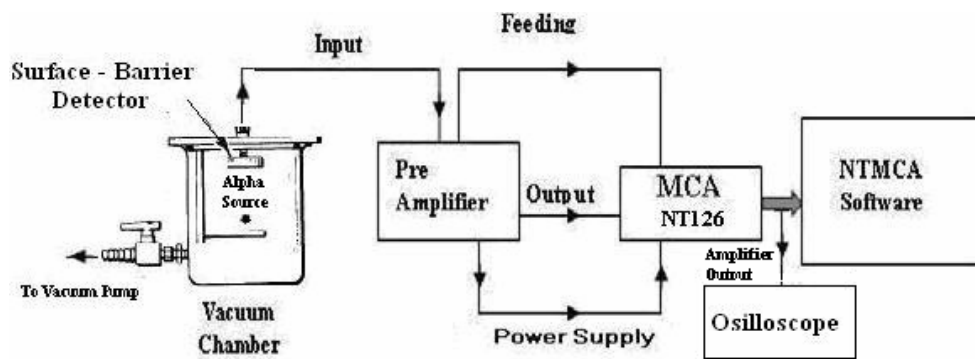 Feeding
Input
Surface - Barrier
Detector
Alpha
Source
Pre
Amplifier
Output
MCA
NT126
NTMCA
Software
Amplifier
Output
To Vacuum Pump
Vacuum
Chamber
Power Supply
Osilloscope